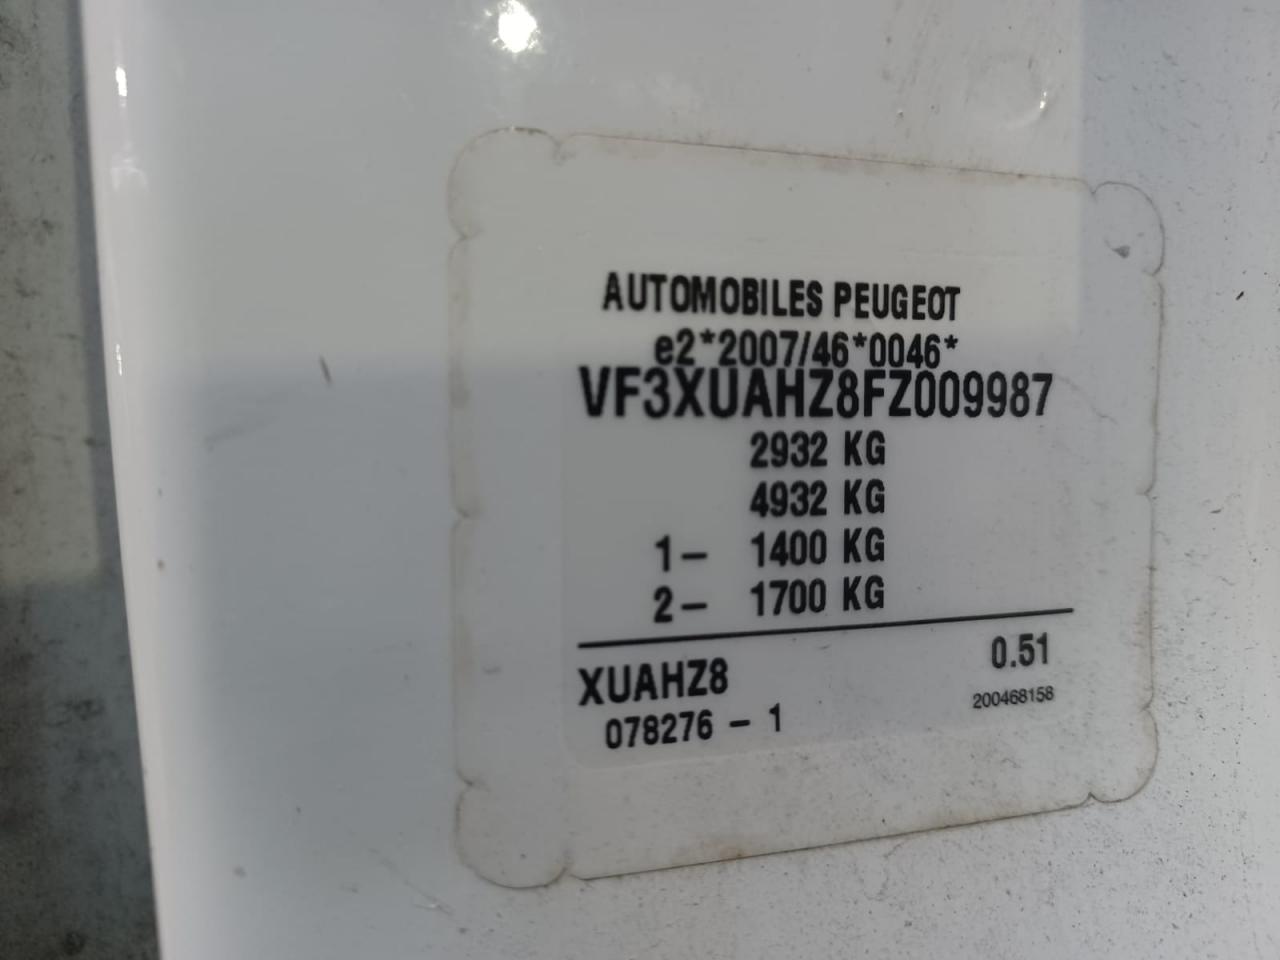 AUTOMOBILES PEUGEOT
e2*2007/46*0046*
VF3XUAHZ8FZ009987
2932 KG
4932 KG
1– 1400 KG
2– 1700 KG
XUAHZ8 0.51
078276 – 1 200468158